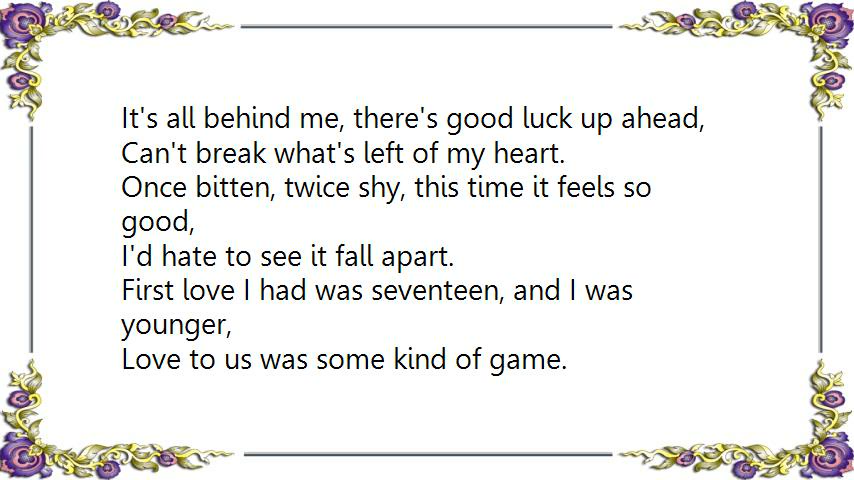 It's all behind me, there's good luck up ahead,
Can't break what's left of my heart.
Once bitten, twice shy, this time it feels so
good,
I'd hate to see it fall apart.
First love I had was seventeen, and I was
younger,
Love to us was some kind of game.